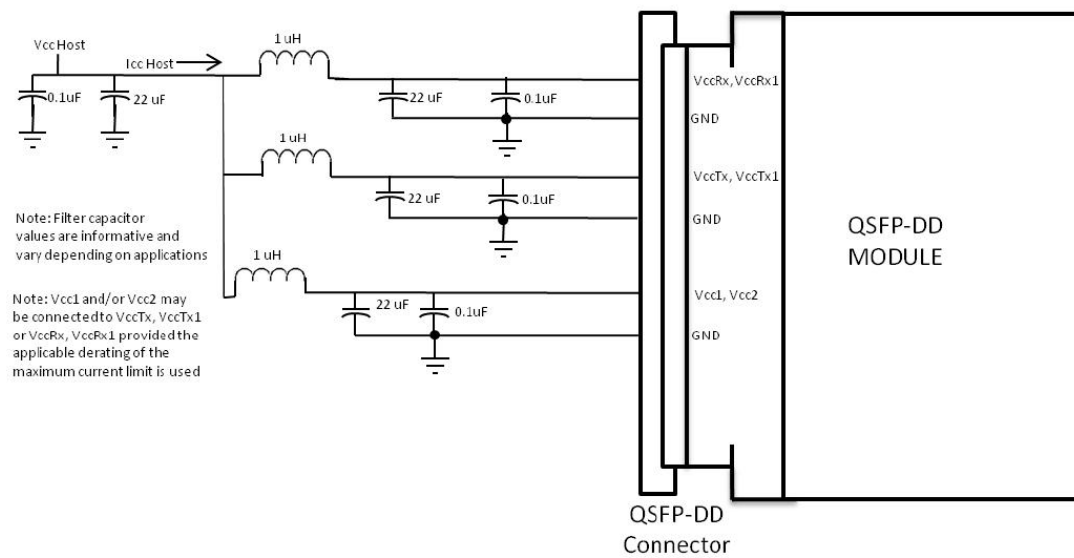 1 uH
Vcc Host
Icc Host
0.1uF
22 uF
22 uF
0.1uF
VccRx, VccRx1
GND
1 uH
22 uF
0.1uF
VccTx, VccTx1
GND
Note: Filter capacitor
values are informative and
vary depending on applications
1 uH
22 uF
0.1uF
Vcc1, Vcc2
GND
Note: Vcc1 and/or Vcc2 may
be connected to VccTx, VccTx1
or VccRx, VccRx1 provided the
applicable derating of the
maximum current limit is used
QSFP-DD
MODULE
QSFP-DD
Connector